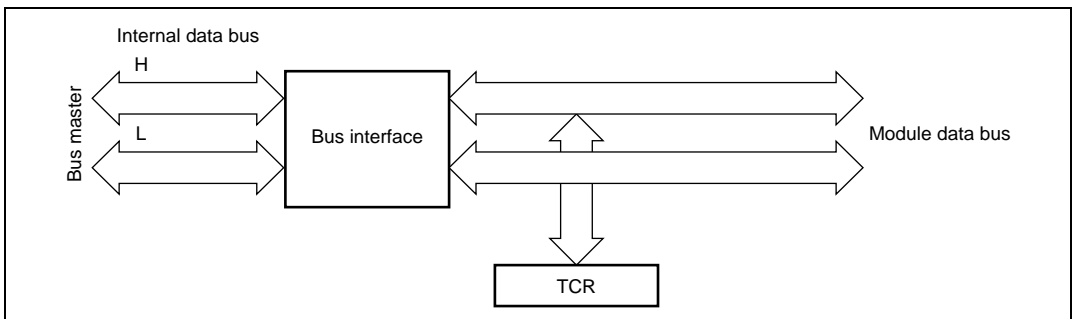 Internal data bus
H
Bus master
L
Bus interface
Module data bus
TCR